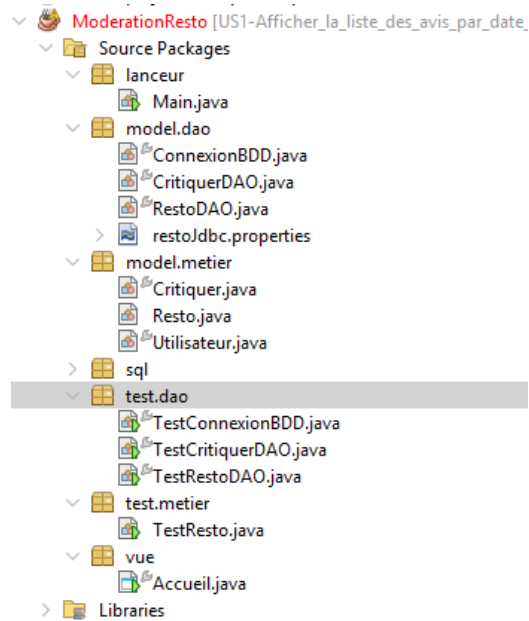 ModerationResto [US1-Afficher_la_liste_des_avis_par_date_
Source Packages
lanceur
Main.java
model.dao
ConnexionBDD.java
CritiquerDAO.java
RestoDAO.java
restoJdbc.properties
model.metier
Critiquer.java
Resto.java
Utilisateur.java
sql
test.dao
TestConnexionBDD.java
TestCritiquerDAO.java
TestRestoDAO.java
test.metier
TestResto.java
vue
Accueil.java
Libraries